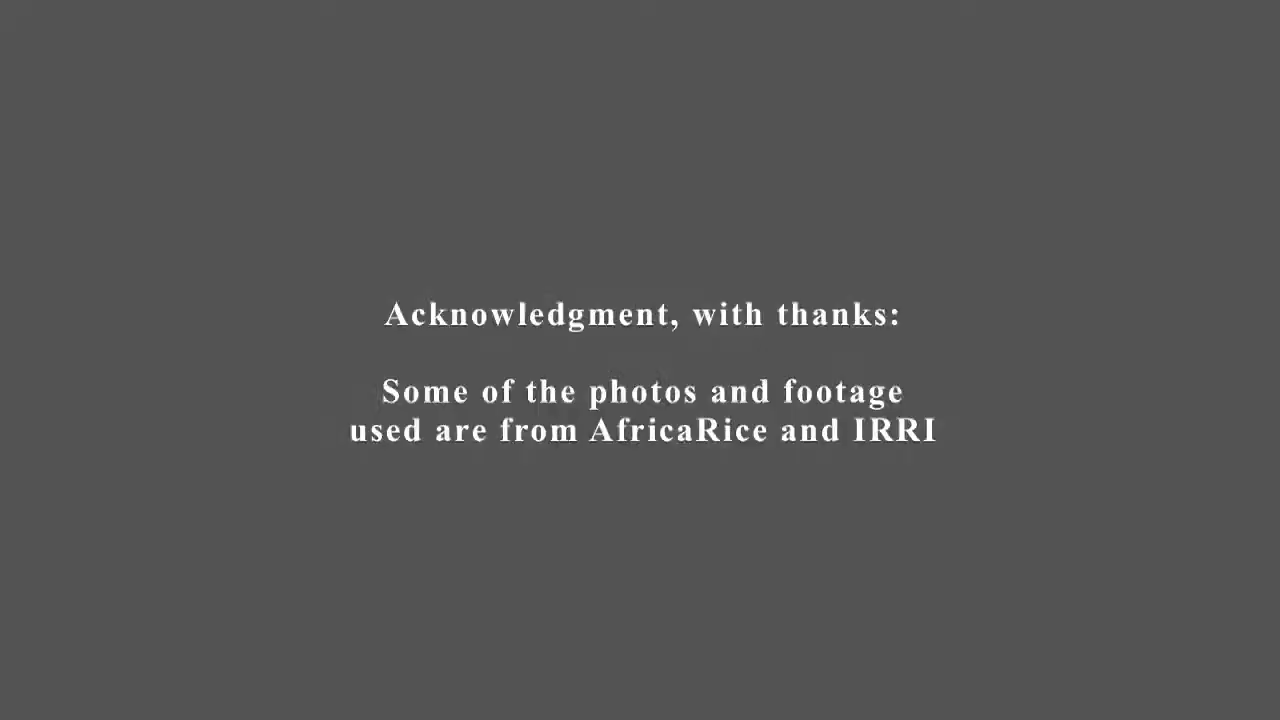 Acknowledgment, with thanks:
Some of the photos and footage
used are from AfricaRice and IRRI